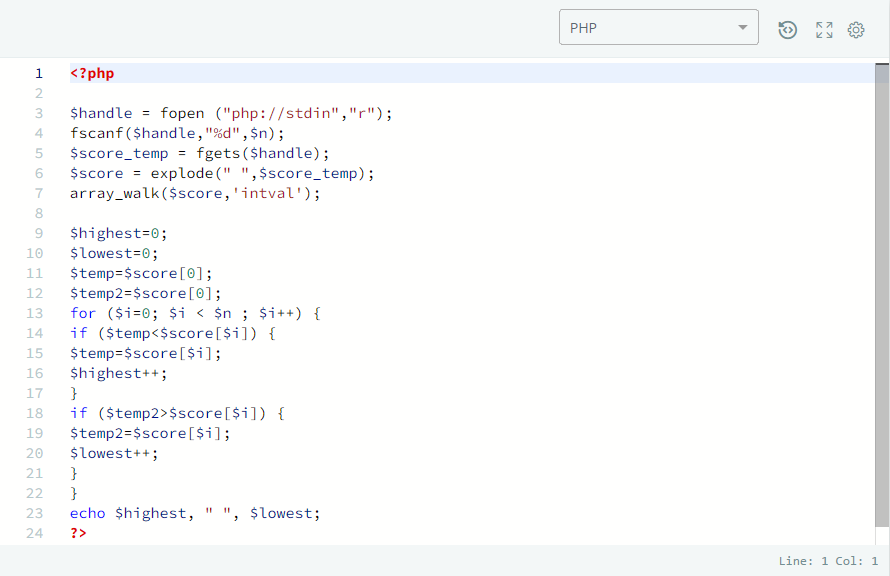 PHP
1 <?php
2
3 $handle = fopen ("php://stdin","r");
4 fscanf($handle,"%d",$n);
5 $score_temp = fgets($handle);
6 $score = explode(" ",$score_temp);
7 array_walk($score,'intval');
8
9 $highest=0;
10 $lowest=0;
11 $temp=$score[0];
12 $temp2=$score[0];
13 for ($i=0; $i < $n ; $i++) {
14 if ($temp<$score[$i]) {
15 $temp=$score[$i];
16 $highest++;
17 }
18 if ($temp2>$score[$i]) {
19 $temp2=$score[$i];
20 $lowest++;
21 }
22 }
23 echo $highest, " ", $lowest;
24 ?>
Line: 1 Col: 1